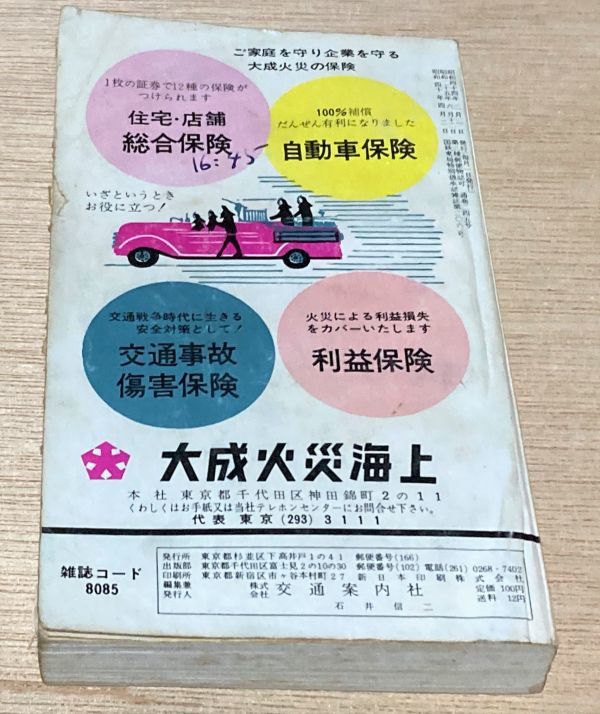 ご家庭を守り企業を守る
大成火災の保険
1枚の証券で12種の保険が
つけられます
住宅・店舗
総合保険
16:45
100%補償
だんぜん有利になりました
自動車保険
いざというとき
お役に立つ!
交通戦争時代に生きる
安全対策として!
交通事故
傷害保険
火災による利益損失
をカバーいたします
利益保険
大成火災海上
本社 東京都千代田区神田錦町2の11
くわしくはお手紙又は当社テレホンセンターにお問合せ下さい。
代表 東京(293)3111
雑誌コード
8085
発行所 東京都杉並区下高井戸1の41 郵便番号(166)
出版部 東京都千代田区富士見2の10の30 郵便番号(102) 電話(261)0268・7402
印刷所 東京都新宿区市ヶ谷本村町27 新日本印刷株式会社
編集兼
発行人 株式会社 交通案内社
石井信二
定価 100円
送料 12円